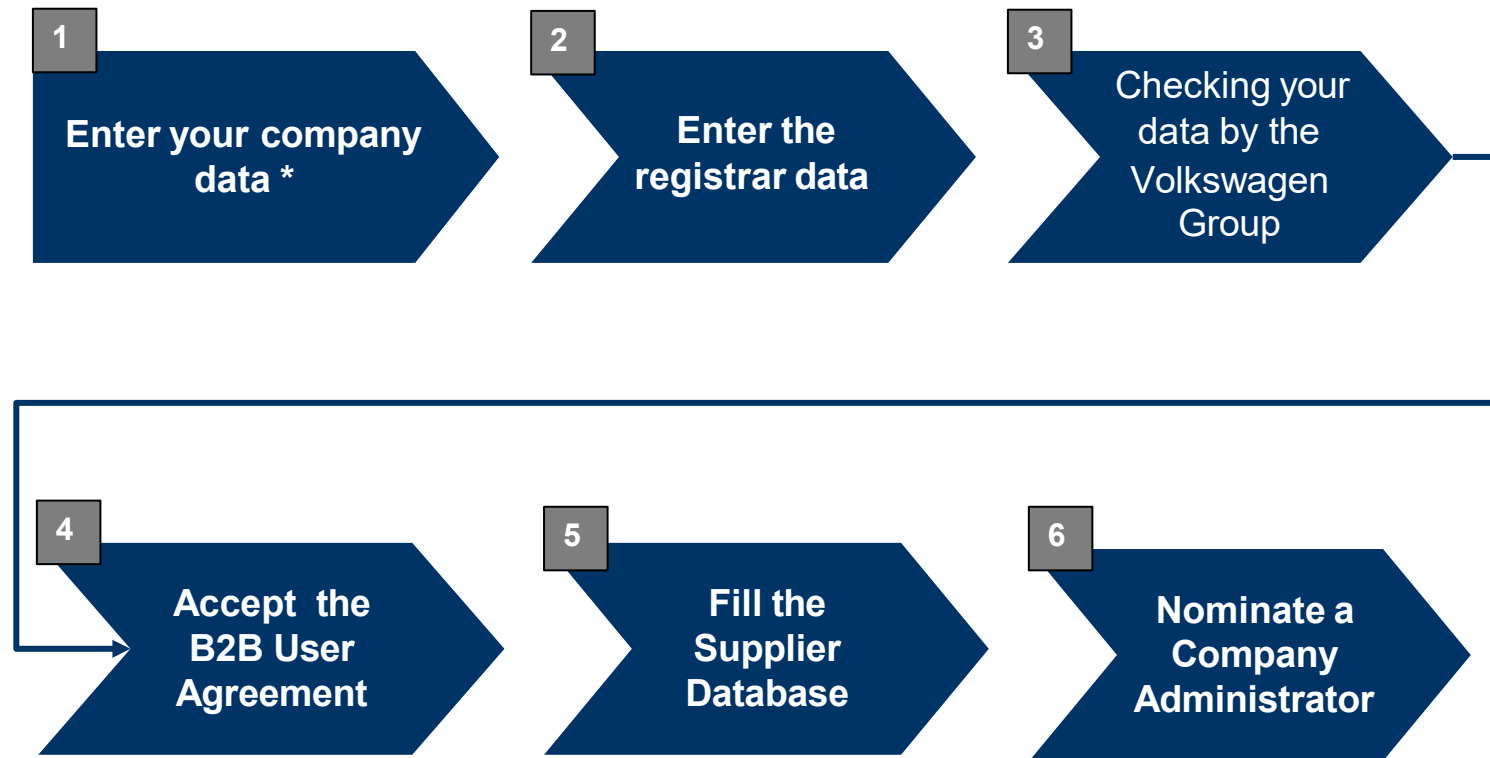 1
Enter your company
data *
2
Enter the
registrar data
3
Checking your
data by the
Volkswagen
Group
4
Accept the
B2B User
Agreement
5
Fill the
Supplier
Database
6
Nominate a
Company
Administrator